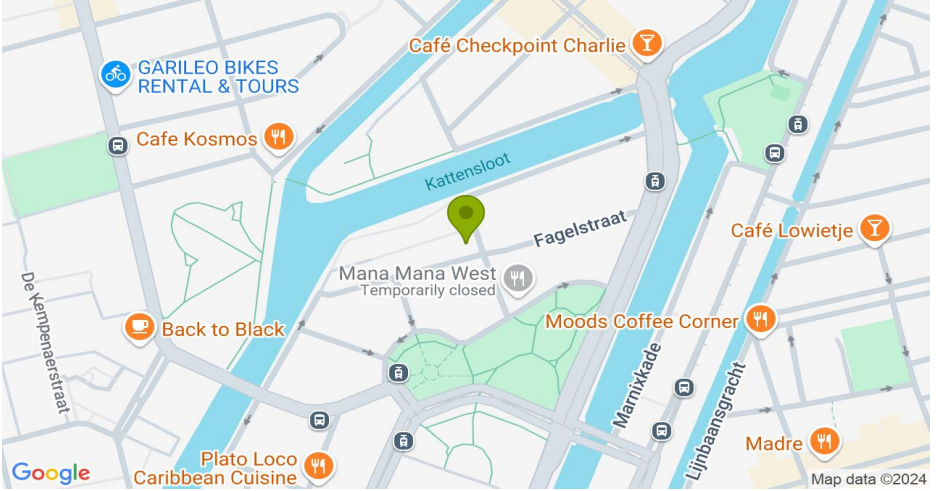 Café Checkpoint Charlie
GARILEO BIKES
RENTAL & TOURS
Cafe Kosmos
Kattensloot
Fagelstraat
Café Lowietje
Mana Mana West
Temporarily closed
De Kempenaerstraat
Back to Black
Moods Coffee Corner
Marnixkade
Lijnbaansgracht
Madre
Plato Loco
Caribbean Cuisine
Google
Map data ©2024